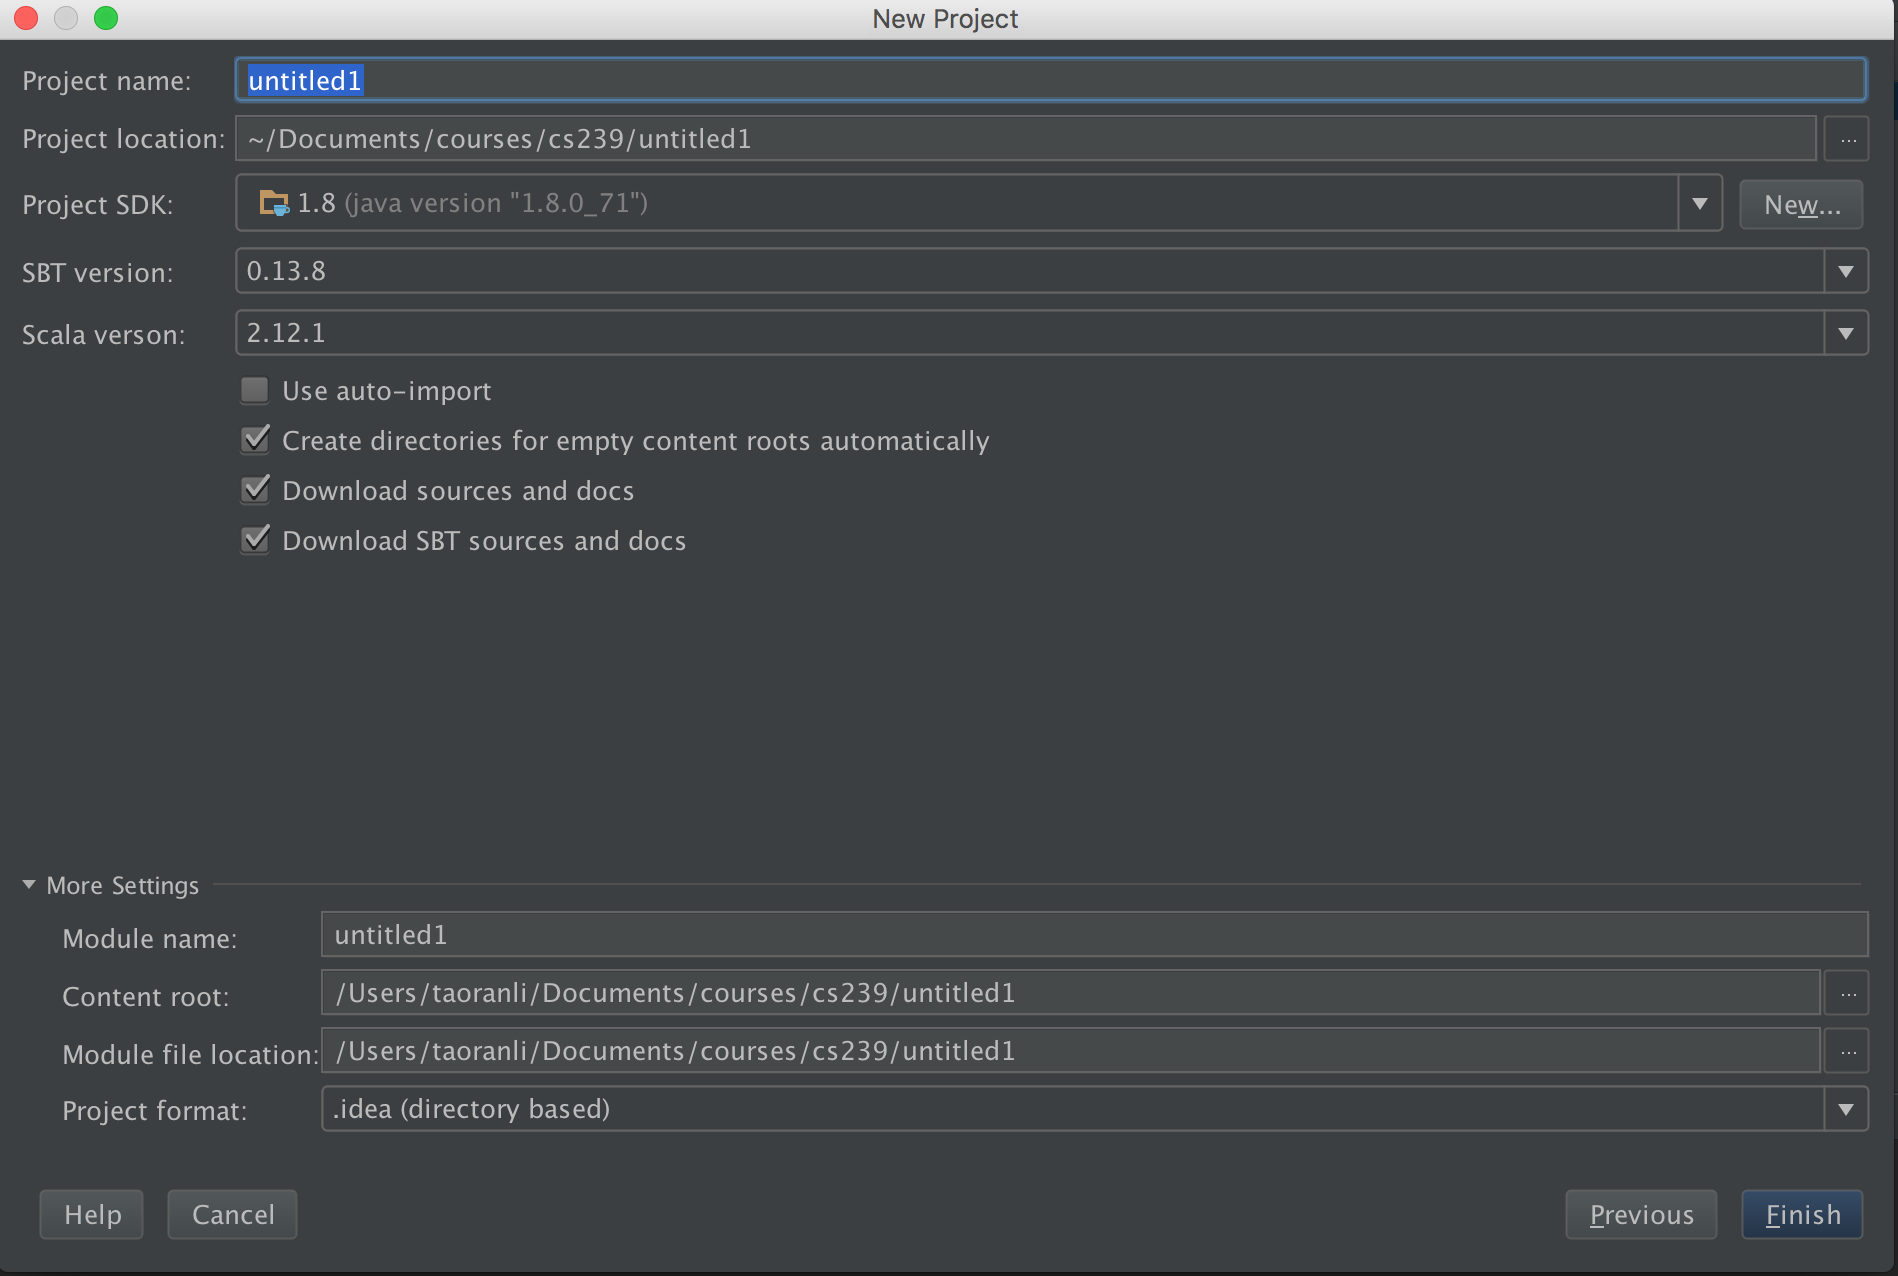 New Project
Project name: untitled1
Project location: ~/Documents/courses/cs239/untitled1 ...
Project SDK: 1.8 (java version "1.8.0_71") New...
SBT version: 0.13.8
Scala verson: 2.12.1
Use auto-import
Create directories for empty content roots automatically
Download sources and docs
Download SBT sources and docs
More Settings
Module name: untitled1
Content root: /Users/taoranli/Documents/courses/cs239/untitled1 ...
Module file location: /Users/taoranli/Documents/courses/cs239/untitled1 ...
Project format: .idea (directory based)
Help Cancel Previous Finish